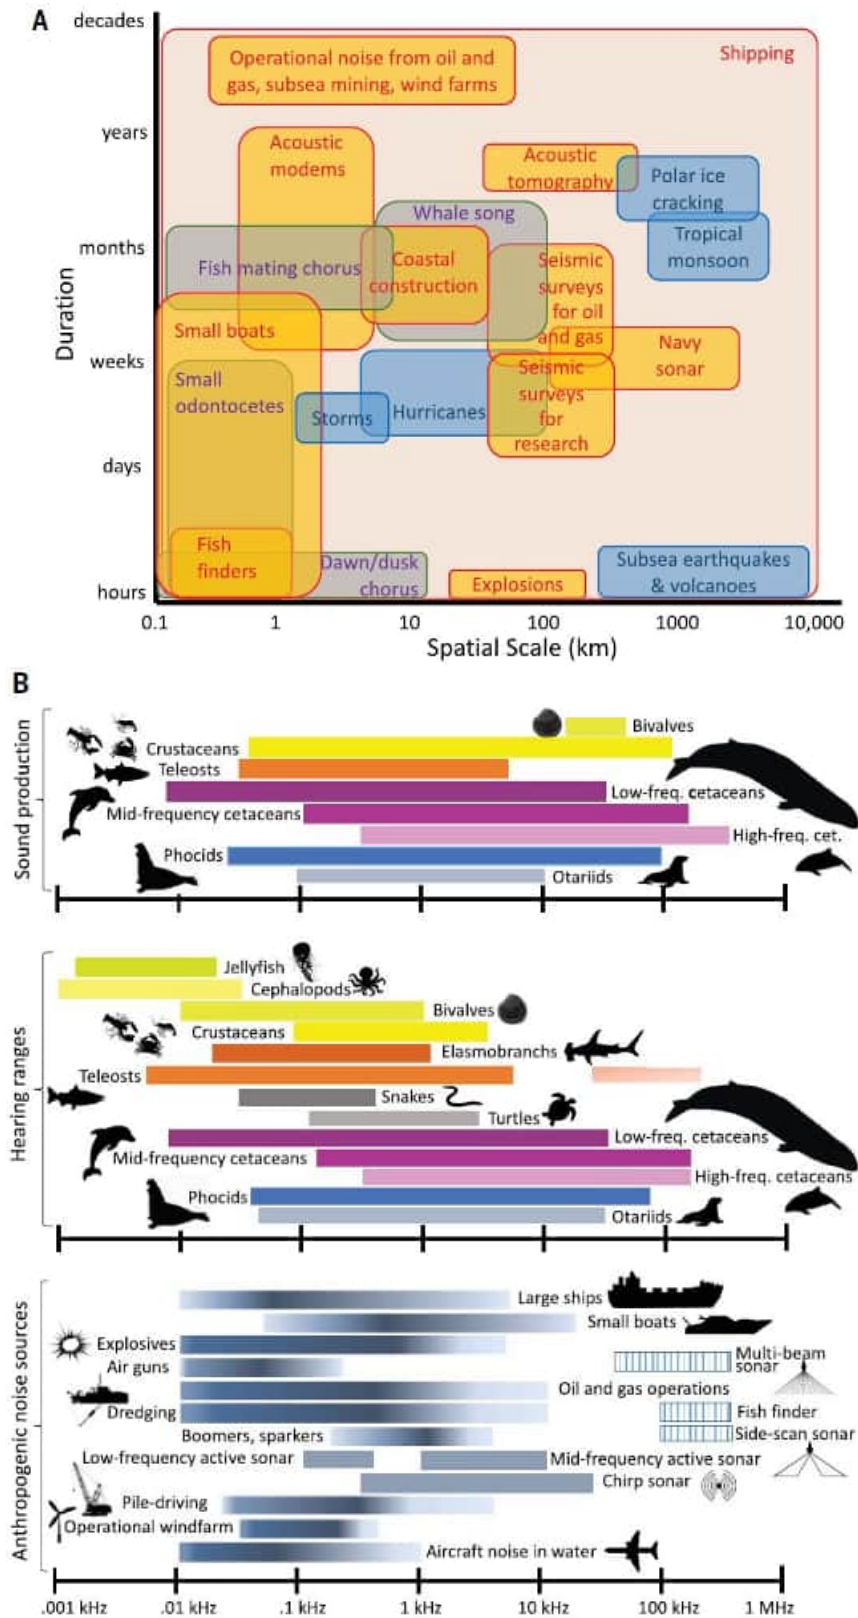 A
decades
Operational noise from oil and
gas, subsea mining, wind farms
Shipping
years
Acoustic
modems
Acoustic
tomography
Polar ice
cracking
Whale song
Tropical
monsoon
months
Fish mating chorus
Coastal
construction
Seismic
surveys
for oil
and gas
Duration
Small boats
Navy
sonar
weeks
Small
odontocetes
Seismic
surveys
for
research
Storms
Hurricanes
days
Fish
finders
Dawn/dusk
chorus
Explosions
Subsea earthquakes
& volcanoes
hours
0.1 1 10 100 1000 10,000
Spatial Scale (km)
B
Sound production
Bivalves
Crustaceans
Teleosts
Low-freq. cetaceans
Mid-frequency cetaceans
High-freq. cet.
Phocids
Otariids
Hearing ranges
Jellyfish
Cephalopods
Bivalves
Crustaceans
Elasmobranchs
Teleosts
Snakes
Turtles
Low-freq. cetaceans
Mid-frequency cetaceans
High-freq. cetaceans
Phocids
Otariids
Anthropogenic noise sources
Large ships
Small boats
Explosives
Multi-beam
sonar
Air guns
Oil and gas operations
Dredging
Fish finder
Boomers, sparkers
Side-scan sonar
Low-frequency active sonar
Mid-frequency active sonar
Chirp sonar
Pile-driving
Operational windfarm
Aircraft noise in water
.001 kHz .01 kHz .1 kHz 1 kHz 10 kHz 100 kHz 1 MHz